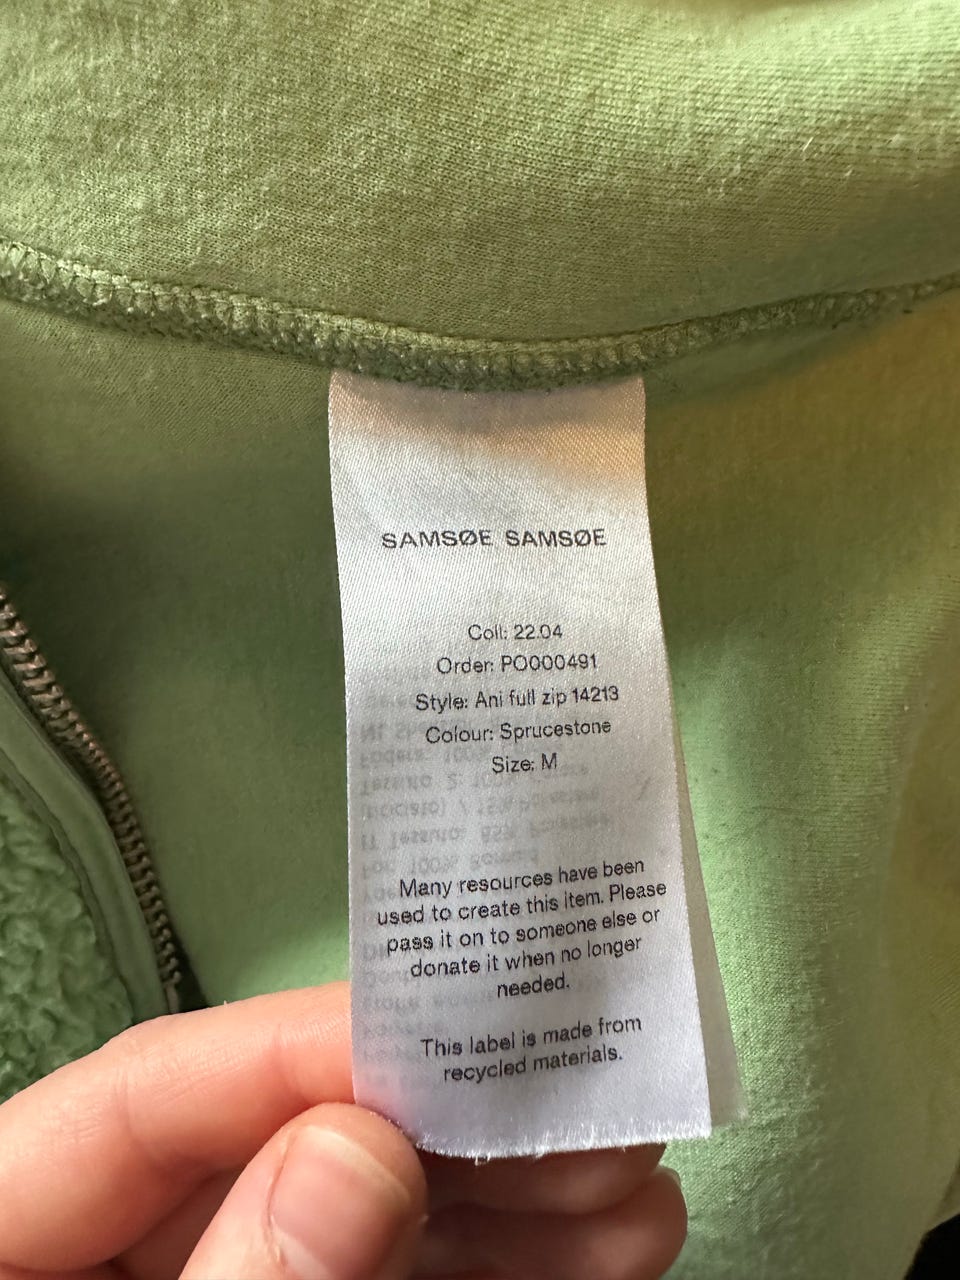 SAMSØE SAMSØE
Coll: 22.04
Order: PO000491
Style: Ani full zip 14213
Colour: Sprucestone
Size: M
Many resources have been
used to create this item. Please
pass it on to someone else or
donate it when no longer
needed.
This label is made from
recycled materials.